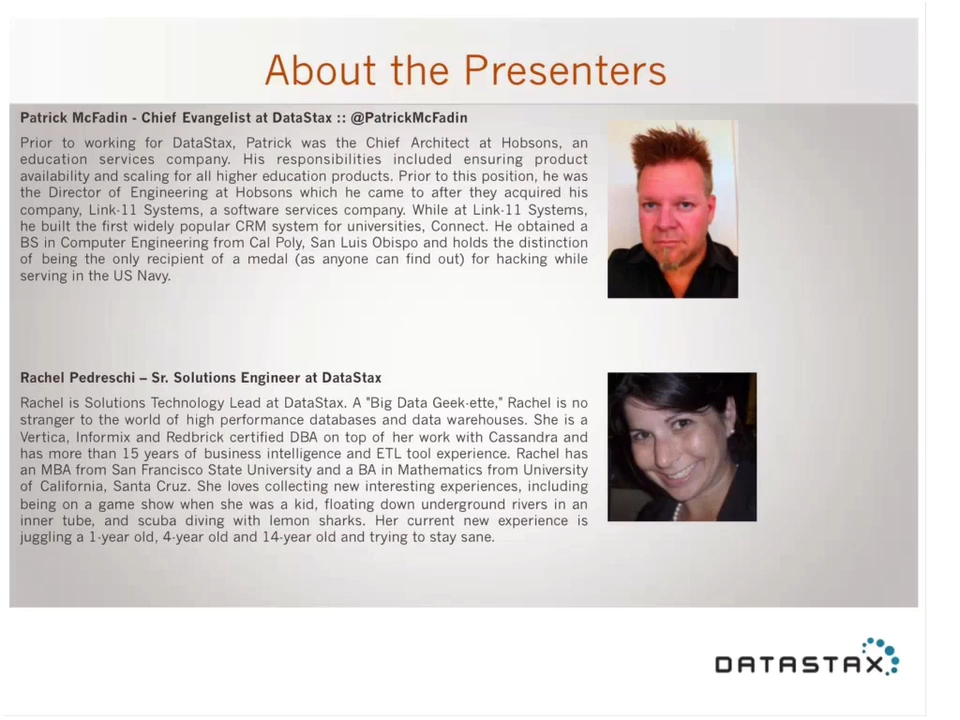 About the Presenters
Patrick McFadin - Chief Evangelist at DataStax :: @PatrickMcFadin
Prior to working for DataStax, Patrick was the Chief Architect at Hobsons, an
education services company. His responsibilities included ensuring product
availability and scaling for all higher education products. Prior to this position, he was
the Director of Engineering at Hobsons which he came to after they acquired his
company, Link-11 Systems, a software services company. While at Link-11 Systems,
he built the first widely popular CRM system for universities, Connect. He obtained a
BS in Computer Engineering from Cal Poly, San Luis Obispo and holds the distinction
of being the only recipient of a medal (as anyone can find out) for hacking while
serving in the US Navy.
Rachel Pedreschi – Sr. Solutions Engineer at DataStax
Rachel is Solutions Technology Lead at DataStax. A "Big Data Geek-ette," Rachel is no
stranger to the world of high performance databases and data warehouses. She is a
Vertica, Informix and Redbrick certified DBA on top of her work with Cassandra and
has more than 15 years of business intelligence and ETL tool experience. Rachel has
an MBA from San Francisco State University and a BA in Mathematics from University
of California, Santa Cruz. She loves collecting new interesting experiences, including
being on a game show when she was a kid, floating down underground rivers in an
inner tube, and scuba diving with lemon sharks. Her current new experience is
juggling a 1-year old, 4-year old and 14-year old and trying to stay sane.
DATASTAX